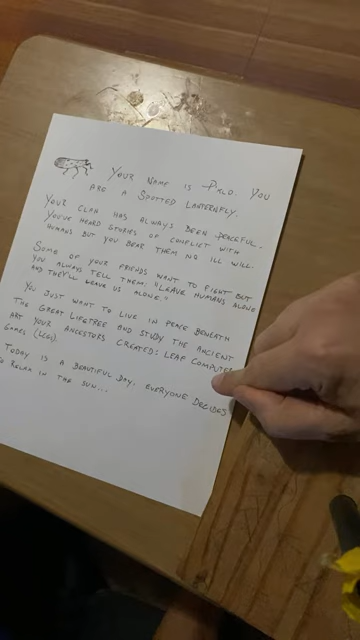 Your name is Pylo. You
are a Spotted Lanternfly.
Your clan has always been peaceful.
You've heard stories of conflict with
humans but you bear them no ill will.
Some of your friends want to fight but
you always tell them: "Leave humans alone
and they'll leave us alone."
You just want to live in peace beneath
the Great Lifetree and study the ancient
art your ancestors created: Leaf Computer
Games (LCGs).
Today is a beautiful day. Everyone decides
to relax in the sun...